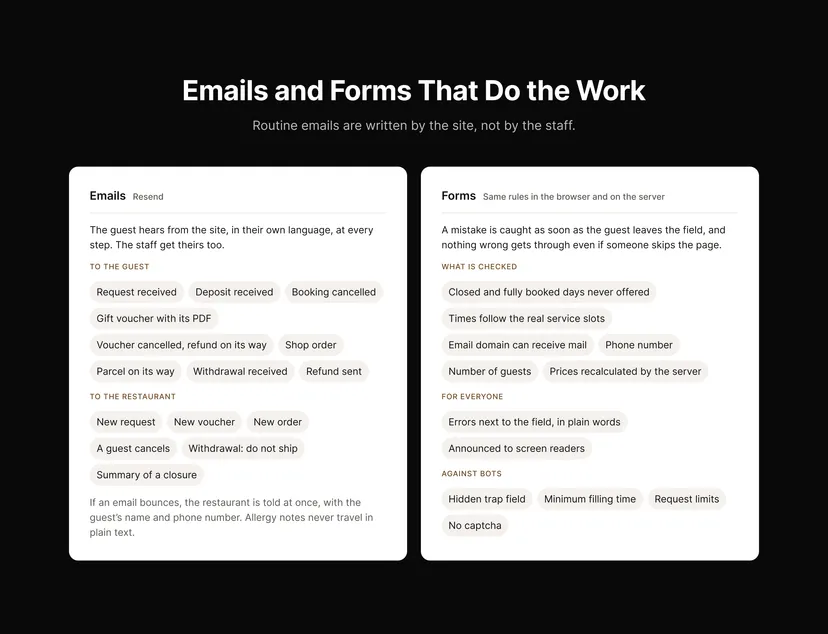 Emails and Forms That Do the Work
Routine emails are written by the site, not by the staff.
Emails Resend
The guest hears from the site, in their own language, at every
step. The staff get theirs too.
TO THE GUEST
Request received Deposit received Booking cancelled
Gift voucher with its PDF
Voucher cancelled, refund on its way Shop order
Parcel on its way Withdrawal received Refund sent
TO THE RESTAURANT
New request New voucher New order
A guest cancels Withdrawal: do not ship
Summary of a closure
If an email bounces, the restaurant is told at once, with the
guest’s name and phone number. Allergy notes never travel in
plain text.
Forms Same rules in the browser and on the server
A mistake is caught as soon as the guest leaves the field, and
nothing wrong gets through even if someone skips the page.
WHAT IS CHECKED
Closed and fully booked days never offered
Times follow the real service slots
Email domain can receive mail Phone number
Number of guests Prices recalculated by the server
FOR EVERYONE
Errors next to the field, in plain words
Announced to screen readers
AGAINST BOTS
Hidden trap field Minimum filling time Request limits
No captcha